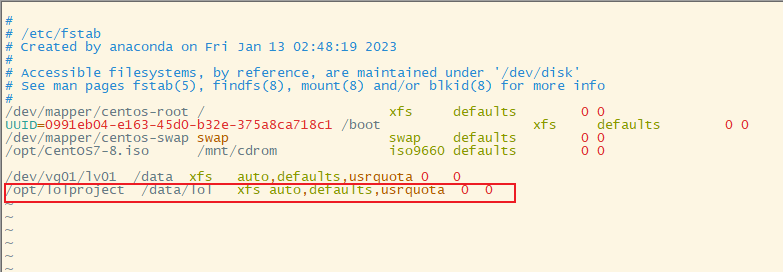 #
# /etc/fstab
# Created by anaconda on Fri Jan 13 02:48:19 2023
#
# Accessible filesystems, by reference, are maintained under '/dev/disk'
# See man pages fstab(5), findfs(8), mount(8) and/or blkid(8) for more info
#
/dev/mapper/centos-root / xfs defaults 0 0
UUID=0991eb04-e163-45d0-b32e-375a8ca718c1 /boot xfs defaults 0 0
/dev/mapper/centos-swap swap swap defaults 0 0
/opt/CentOS7-8.iso /mnt/cdrom iso9660 defaults 0 0
/dev/vg01/lv01 /data xfs auto,defaults,usrquota 0 0
/opt/lolproject /data/lol xfs auto,defaults,usrquota 0 0
~
~
~
~
~